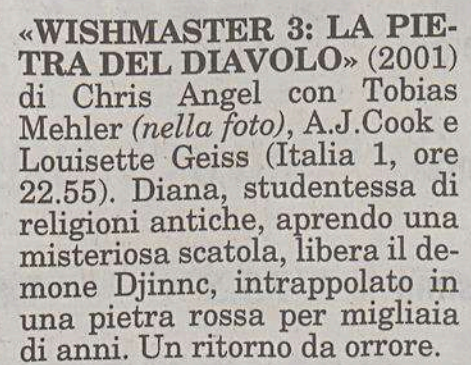 «WISHMASTER 3: LA PIE-
TRA DEL DIAVOLO» (2001)
di Chris Angel con Tobias
Mehler (nella foto), A.J.Cook e
Louisette Geiss (Italia 1, ore
22.55). Diana, studentessa di
religioni antiche, aprendo una
misteriosa scatola, libera il de-
mone Djinnc, intrappolato in
una pietra rossa per migliaia
di anni. Un ritorno da orrore.